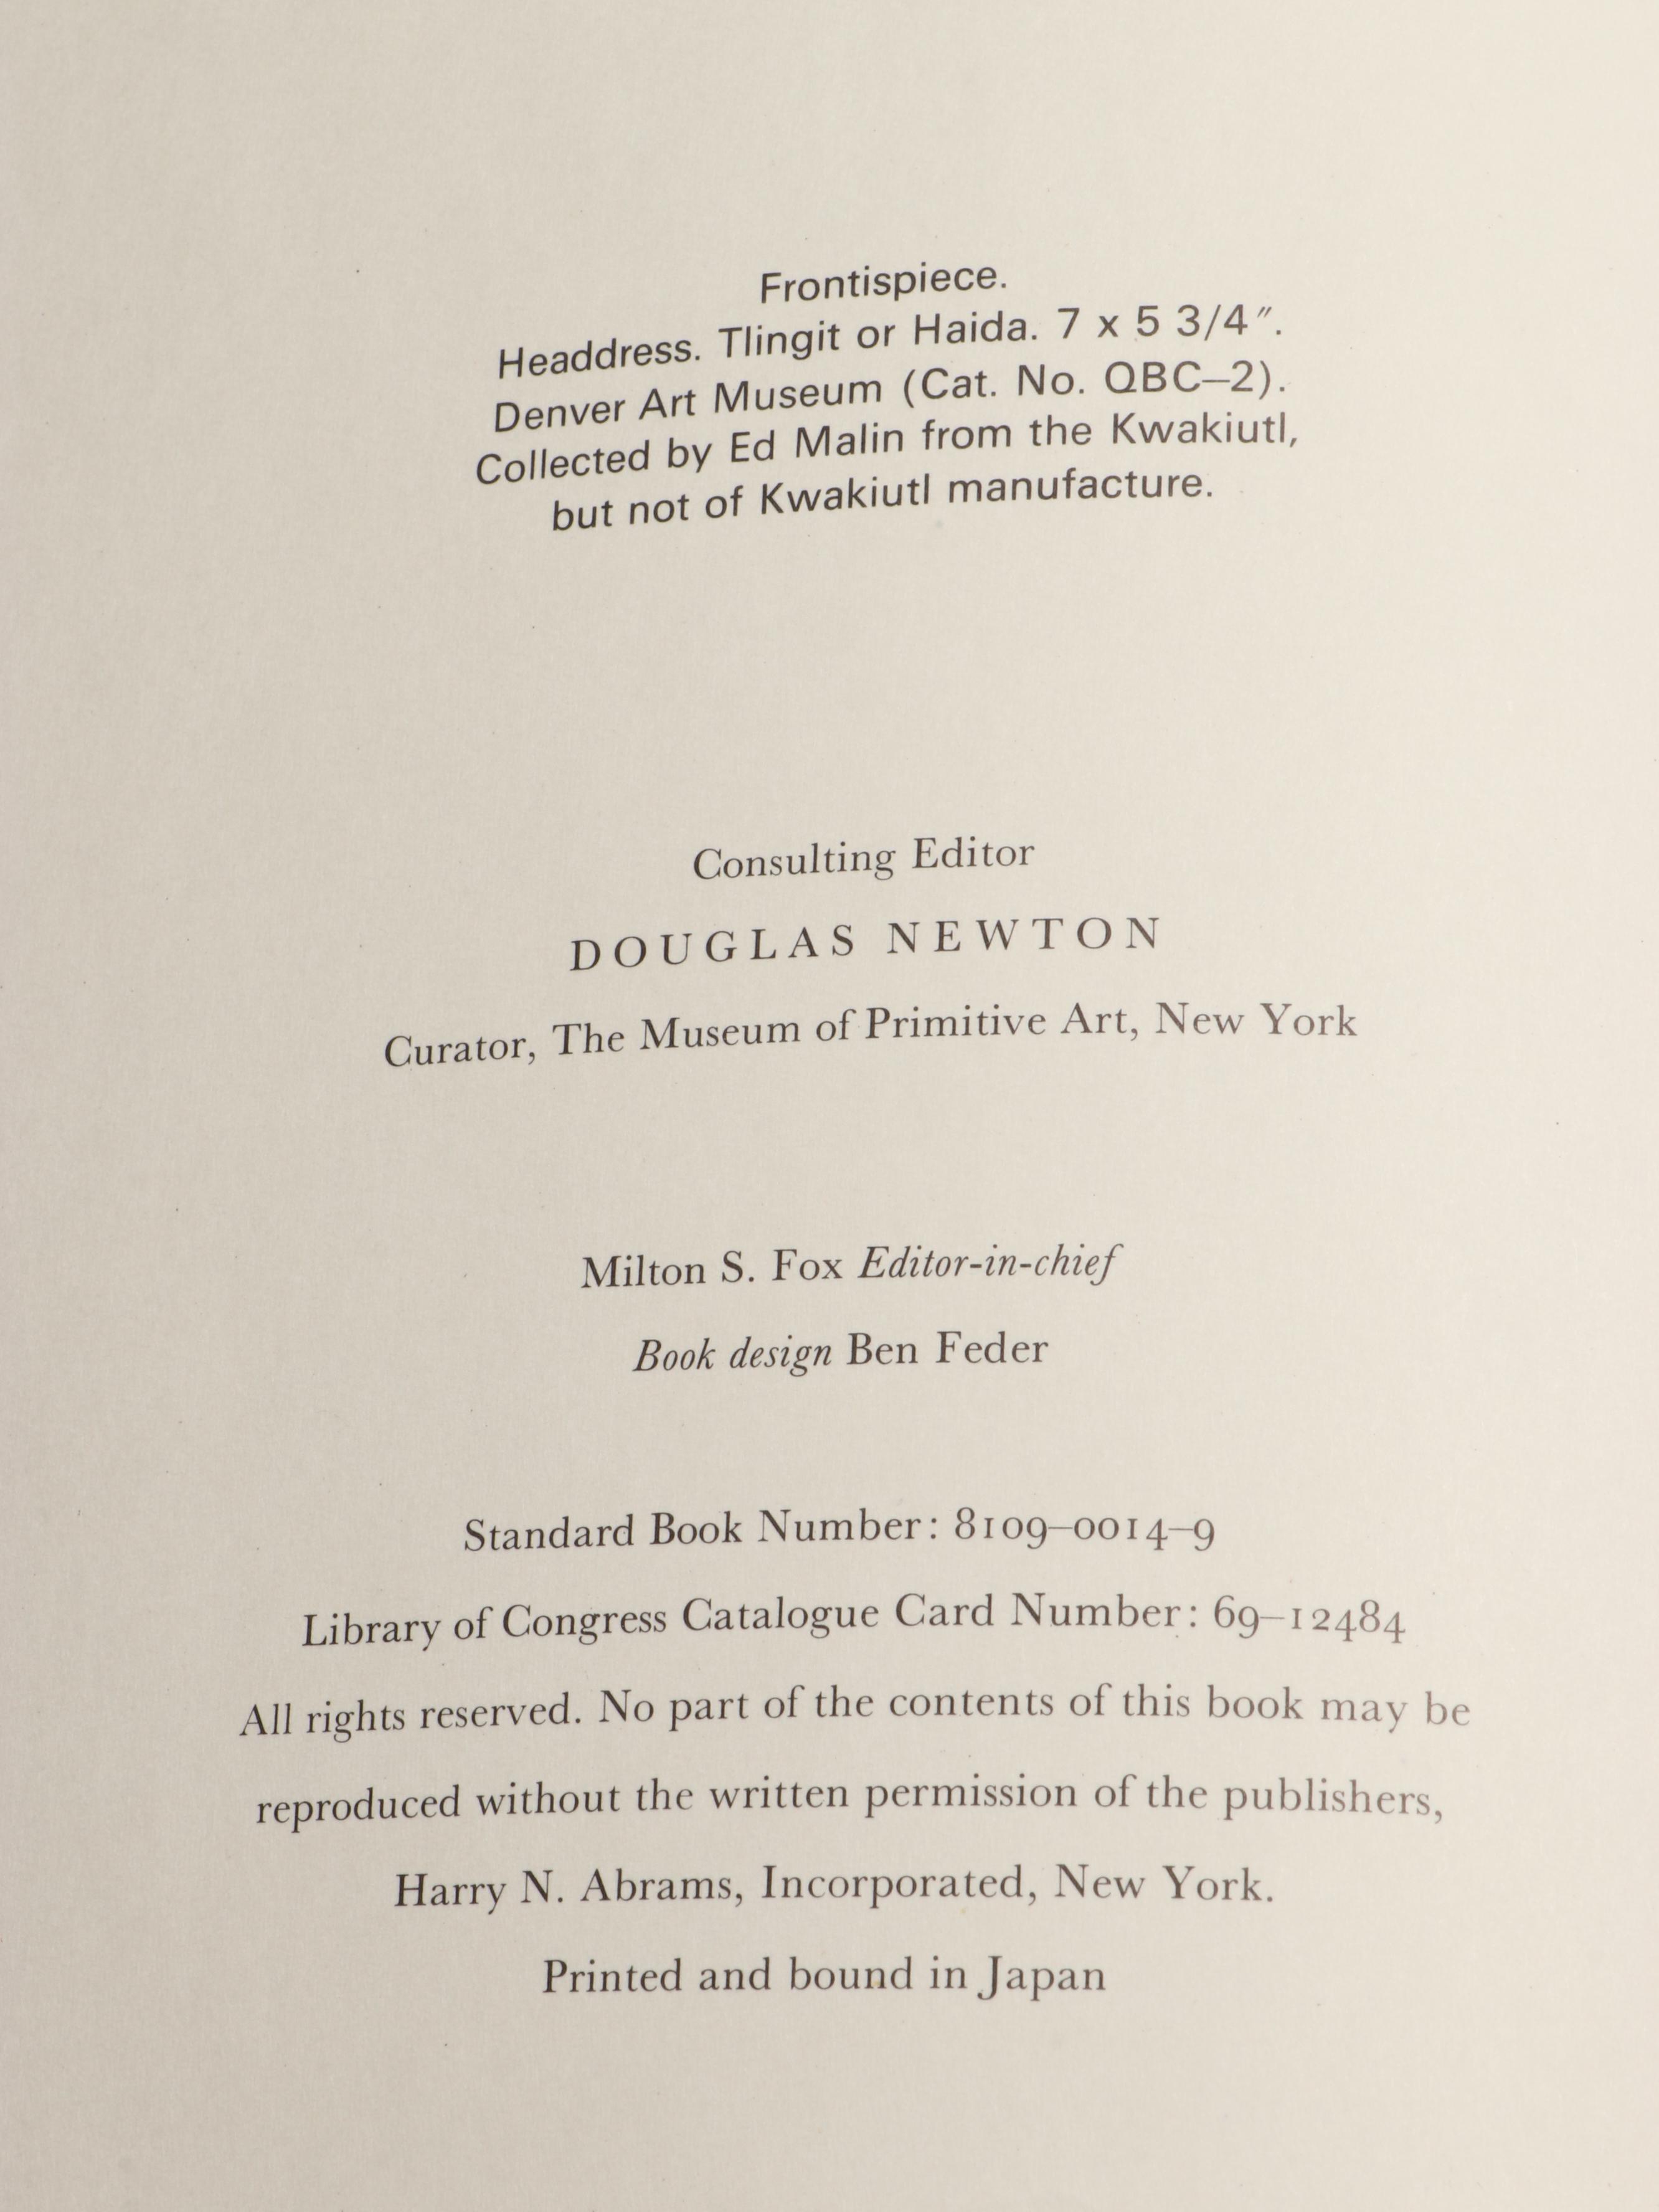 Frontispiece.
Headdress. Tlingit or Haida. 7 x 5 3/4″.
Denver Art Museum (Cat. No. QBC–2).
Collected by Ed Malin from the Kwakiutl,
but not of Kwakiutl manufacture.
Consulting Editor
DOUGLAS NEWTON
Curator, The Museum of Primitive Art, New York
Milton S. Fox Editor-in-chief
Book design Ben Feder
Standard Book Number: 8109–0014–9
Library of Congress Catalogue Card Number: 69–12484
All rights reserved. No part of the contents of this book may be
reproduced without the written permission of the publishers,
Harry N. Abrams, Incorporated, New York.
Printed and bound in Japan